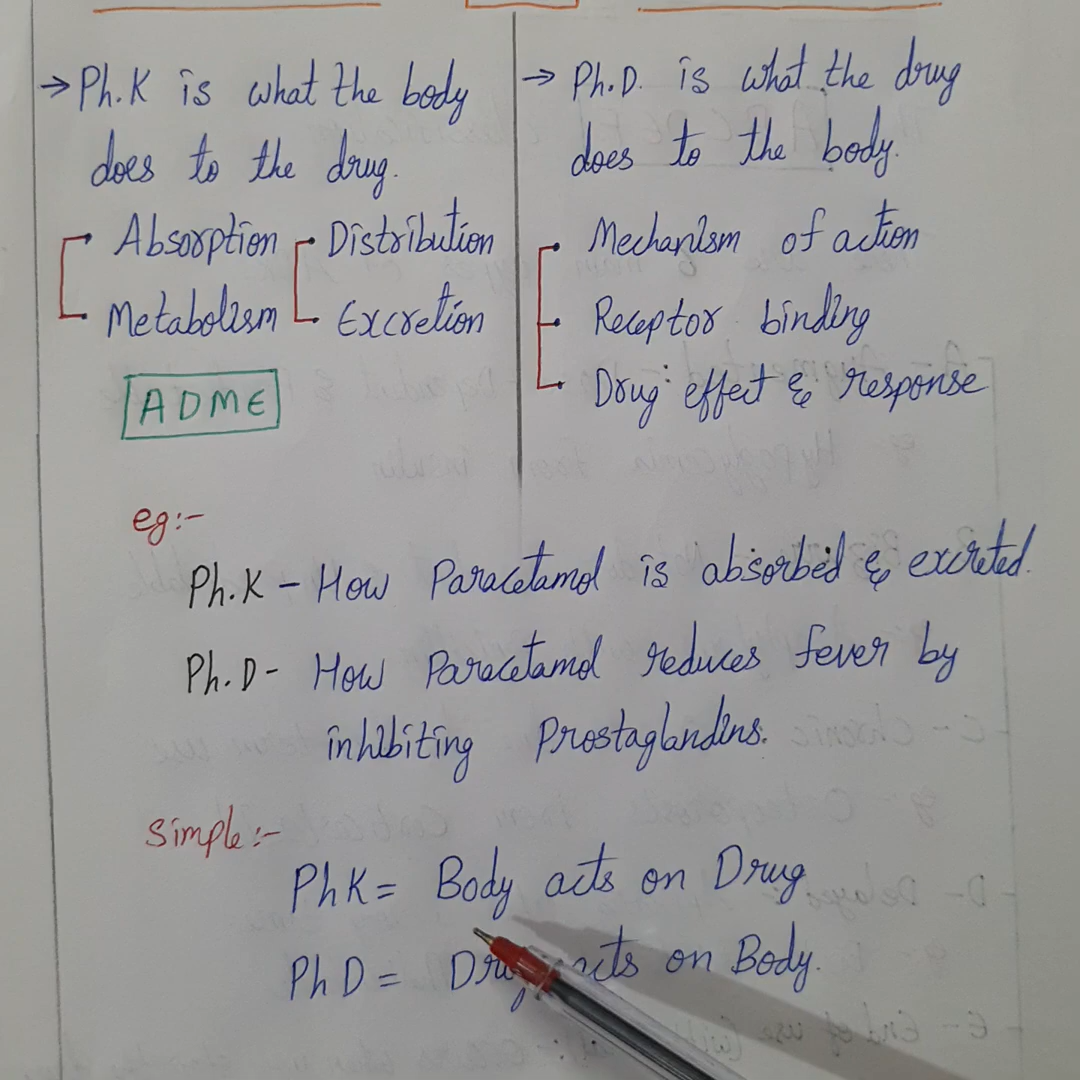 → Ph.K is what the body
does to the drug.
• Absorption • Distribution
• Metabolism • Excretion
ADME
→ Ph.D. is what the drug
does to the body.
• Mechanism of action
• Receptor binding
• Drug effect & response
eg:-
Ph.K - How Paracetamol is absorbed & excreted.
Ph.D - How Paracetamol reduces fever by
inhibiting Prostaglandins.
Simple:-
PhK = Body acts on Drug
PhD = Drug acts on Body.